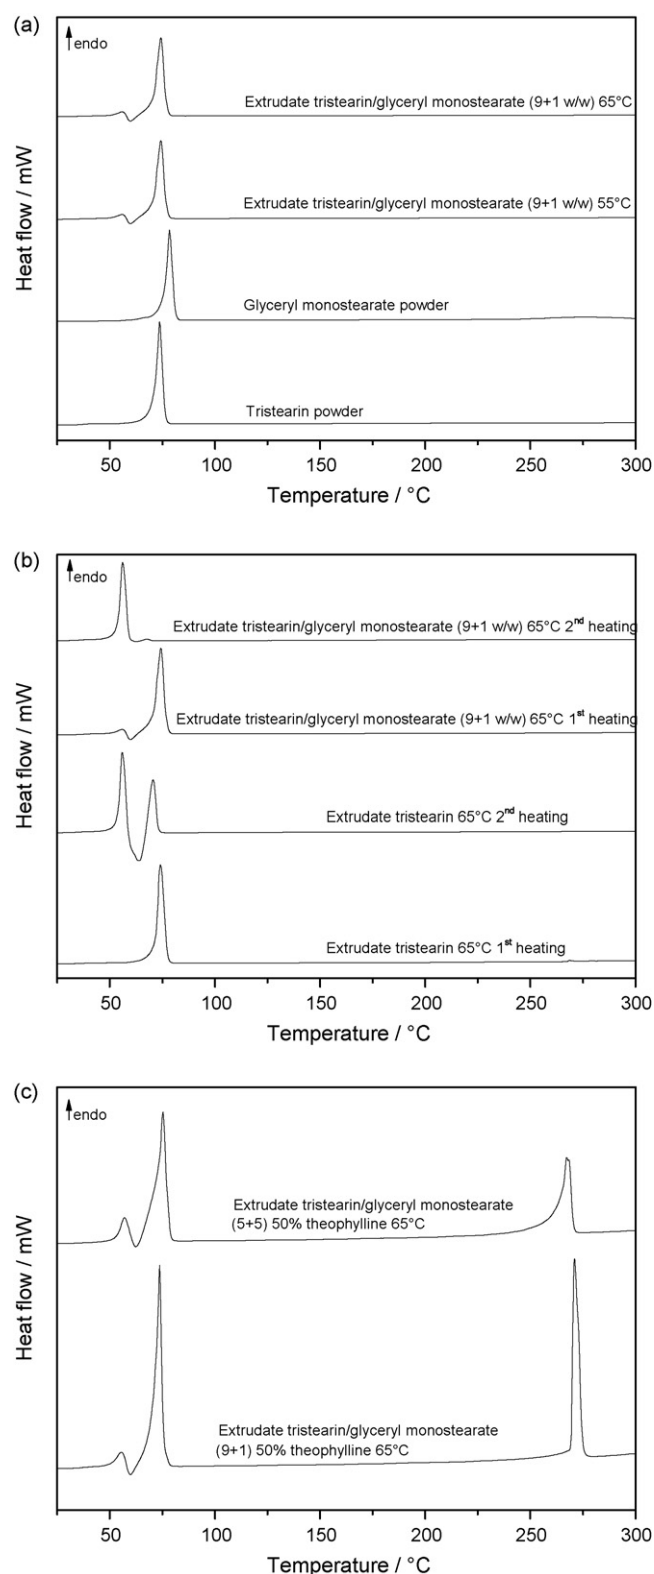 (a)
endo
Extrudate tristearin/glyceryl monostearate (9+1 w/w) 65°C
Extrudate tristearin/glyceryl monostearate (9+1 w/w) 55°C
Glyceryl monostearate powder
Tristearin powder
Heat flow / mW
50 100 150 200 250 300
Temperature / °C
(b)
endo
Extrudate tristearin/glyceryl monostearate (9+1 w/w) 65°C 2nd heating
Extrudate tristearin/glyceryl monostearate (9+1 w/w) 65°C 1st heating
Extrudate tristearin 65°C 2nd heating
Extrudate tristearin 65°C 1st heating
Heat flow / mW
50 100 150 200 250 300
Temperature / °C
(c)
endo
Extrudate tristearin/glyceryl monostearate
(5+5) 50% theophylline 65°C
Extrudate tristearin/glyceryl monostearate
(9+1) 50% theophylline 65°C
Heat flow / mW
50 100 150 200 250 300
Temperature / °C